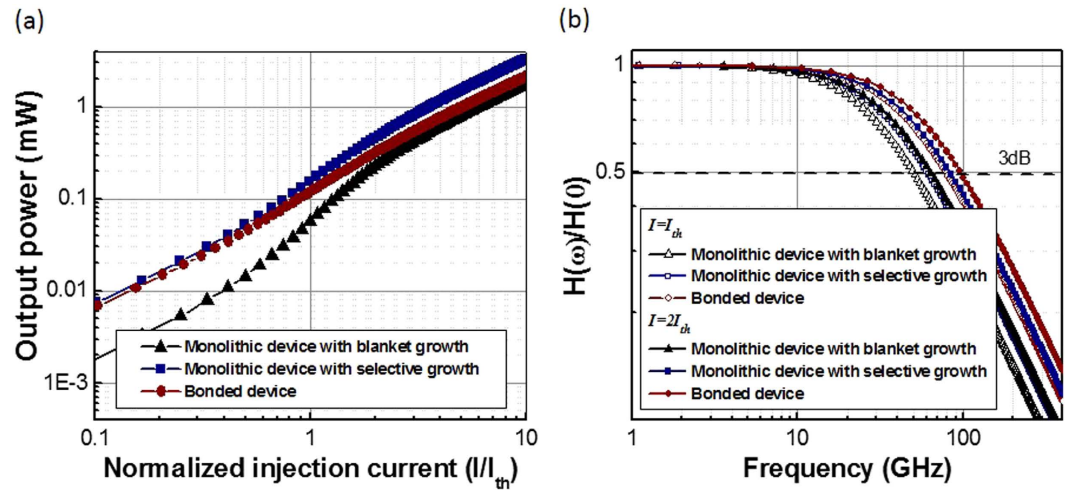 (a)
Output power (mW)
1
0.1
0.01
1E-3
Monolithic device with blanket growth
Monolithic device with selective growth
Bonded device
0.1
1
10
Normalized injection current (I/Ith)
(b)
H(ω)/H(0)
1
0.5
3dB
I=Ith
Monolithic device with blanket growth
Monolithic device with selective growth
Bonded device
I=2Ith
Monolithic device with blanket growth
Monolithic device with selective growth
Bonded device
1
10
100
Frequency (GHz)